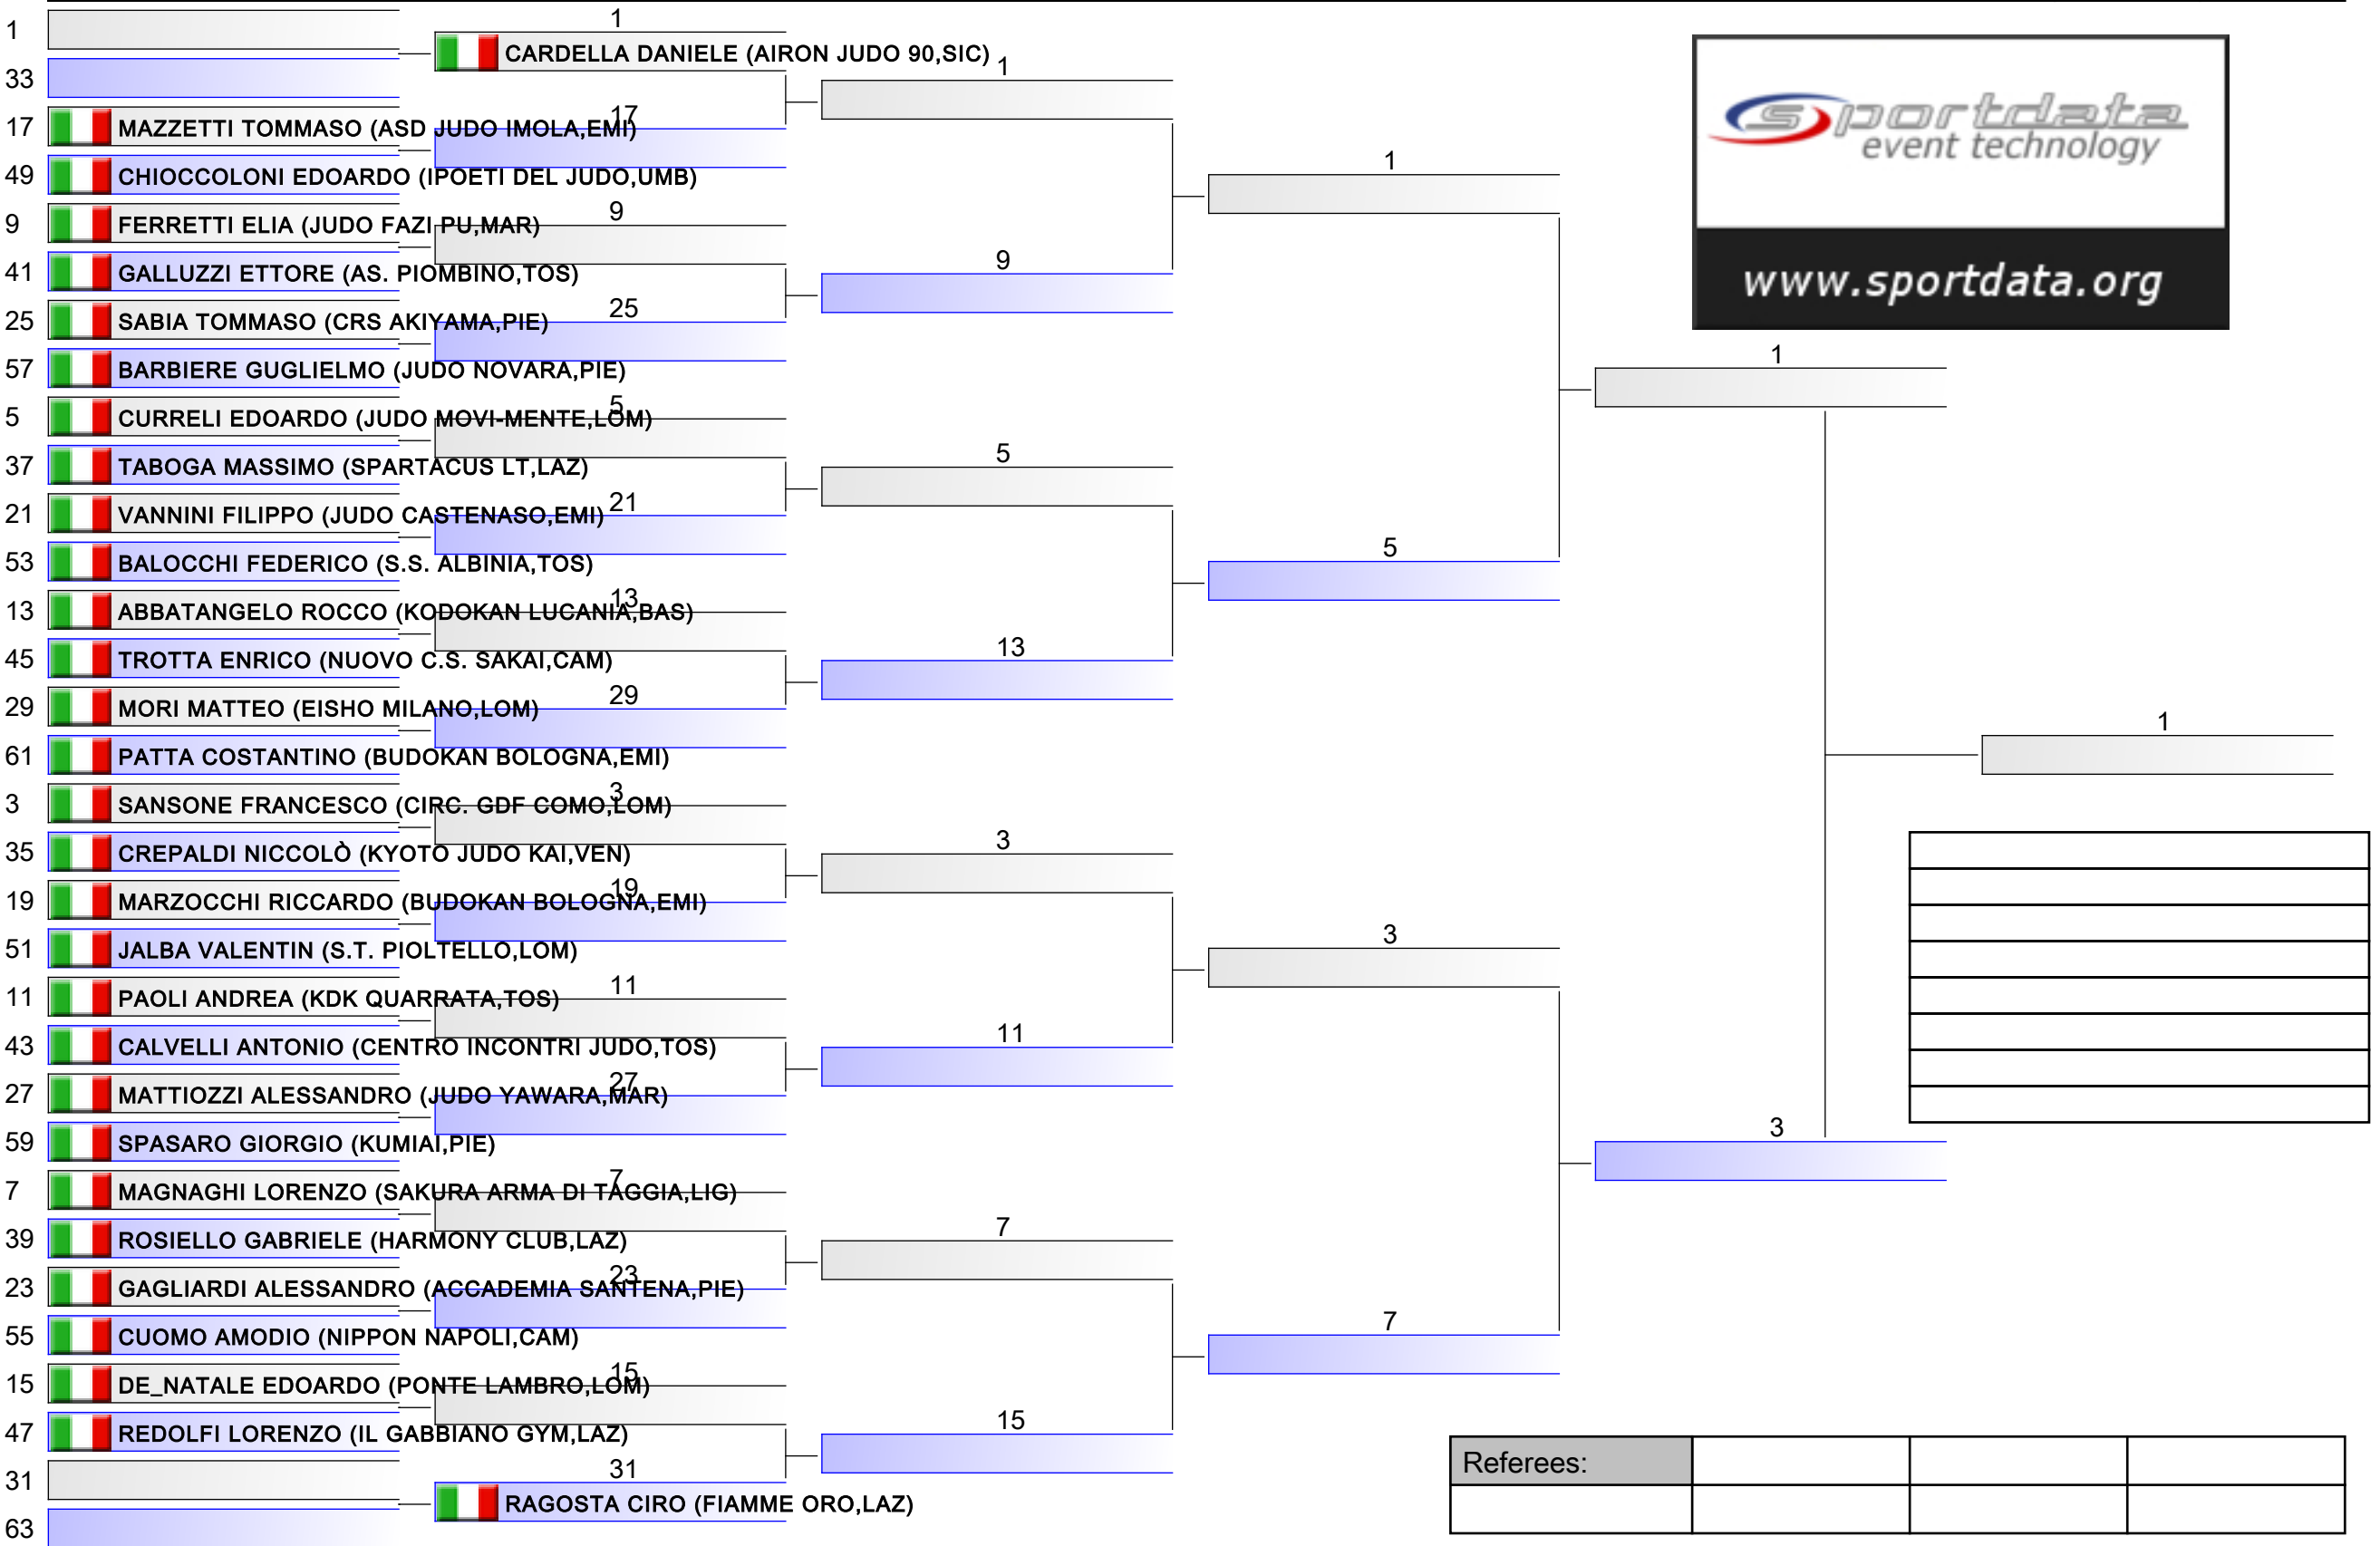 1
1
CARDELLA DANIELE (AIRON JUDO 90,SIC)
33
1
17
17
MAZZETTI TOMMASO (ASD JUDO IMOLA,EMI)
49
CHIOCCOLONI EDOARDO (IPOETI DEL JUDO,UMB)
1
9
9
FERRETTI ELIA (JUDO FAZI PU,MAR)
41
GALLUZZI ETTORE (AS. PIOMBINO,TOS)
9
25
25
SABIA TOMMASO (CRS AKIYAMA,PIE)
57
BARBIERE GUGLIELMO (JUDO NOVARA,PIE)
1
5
5
CURRELI EDOARDO (JUDO MOVI-MENTE,LOM)
37
TABOGA MASSIMO (SPARTACUS LT,LAZ)
5
21
21
VANNINI FILIPPO (JUDO CASTENASO,EMI)
53
BALOCCHI FEDERICO (S.S. ALBINIA,TOS)
5
13
13
ABBATANGELO ROCCO (KODOKAN LUCANIA,BAS)
45
TROTTA ENRICO (NUOVO C.S. SAKAI,CAM)
13
29
29
MORI MATTEO (EISHO MILANO,LOM)
61
PATTA COSTANTINO (BUDOKAN BOLOGNA,EMI)
1
3
3
SANSONE FRANCESCO (CIRC. GDF COMO,LOM)
35
CREPALDI NICCOLÒ (KYOTO JUDO KAI,VEN)
3
19
19
MARZOCCHI RICCARDO (BUDOKAN BOLOGNA,EMI)
51
JALBA VALENTIN (S.T. PIOLTELLO,LOM)
3
11
11
PAOLI ANDREA (KDK QUARRATA,TOS)
43
CALVELLI ANTONIO (CENTRO INCONTRI JUDO,TOS)
11
27
27
MATTIOZZI ALESSANDRO (JUDO YAWARA,MAR)
59
SPASARO GIORGIO (KUMIAI,PIE)
3
7
7
MAGNAGHI LORENZO (SAKURA ARMA DI TAGGIA,LIG)
39
ROSIELLO GABRIELE (HARMONY CLUB,LAZ)
7
23
23
GAGLIARDI ALESSANDRO (ACCADEMIA SANTENA,PIE)
55
CUOMO AMODIO (NIPPON NAPOLI,CAM)
7
15
15
DE_NATALE EDOARDO (PONTE LAMBRO,LOM)
47
REDOLFI LORENZO (IL GABBIANO GYM,LAZ)
15
31
31
RAGOSTA CIRO (FIAMME ORO,LAZ)
63
sportdata
event technology
www.sportdata.org
Referees: